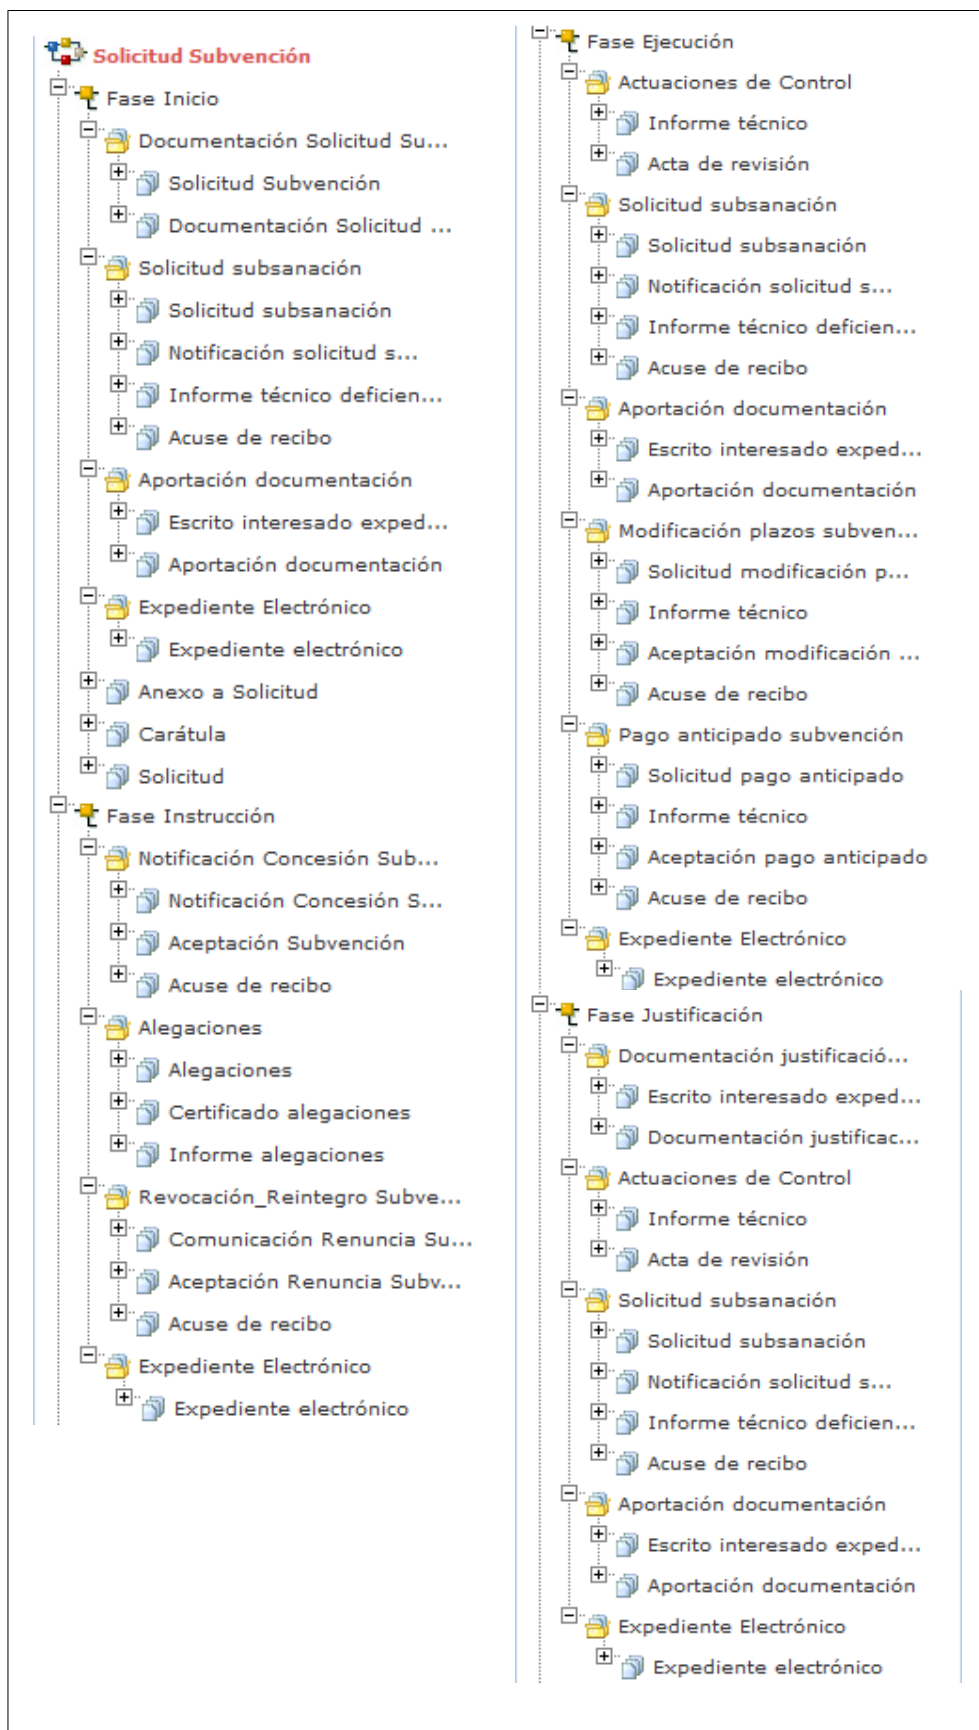 Solicitud Subvención
Fase Inicio
Documentación Solicitud Su...
Solicitud Subvención
Documentación Solicitud ...
Solicitud subsanación
Solicitud subsanación
Notificación solicitud s...
Informe técnico deficien...
Acuse de recibo
Aportación documentación
Escrito interesado exped...
Aportación documentación
Expediente Electrónico
Expediente electrónico
Anexo a Solicitud
Carátula
Solicitud
Fase Instrucción
Notificación Concesión Sub...
Notificación Concesión S...
Aceptación Subvención
Acuse de recibo
Alegaciones
Alegaciones
Certificado alegaciones
Informe alegaciones
Revocación_Reintegro Subve...
Comunicación Renuncia Su...
Aceptación Renuncia Subv...
Acuse de recibo
Expediente Electrónico
Expediente electrónico
Fase Ejecución
Actuaciones de Control
Informe técnico
Acta de revisión
Solicitud subsanación
Solicitud subsanación
Notificación solicitud s...
Informe técnico deficien...
Acuse de recibo
Aportación documentación
Escrito interesado exped...
Aportación documentación
Modificación plazos subven...
Solicitud modificación p...
Informe técnico
Aceptación modificación ...
Acuse de recibo
Pago anticipado subvención
Solicitud pago anticipado
Informe técnico
Aceptación pago anticipado
Acuse de recibo
Expediente Electrónico
Expediente electrónico
Fase Justificación
Documentación justificació...
Escrito interesado exped...
Documentación justificac...
Actuaciones de Control
Informe técnico
Acta de revisión
Solicitud subsanación
Solicitud subsanación
Notificación solicitud s...
Informe técnico deficien...
Acuse de recibo
Aportación documentación
Escrito interesado exped...
Aportación documentación
Expediente Electrónico
Expediente electrónico